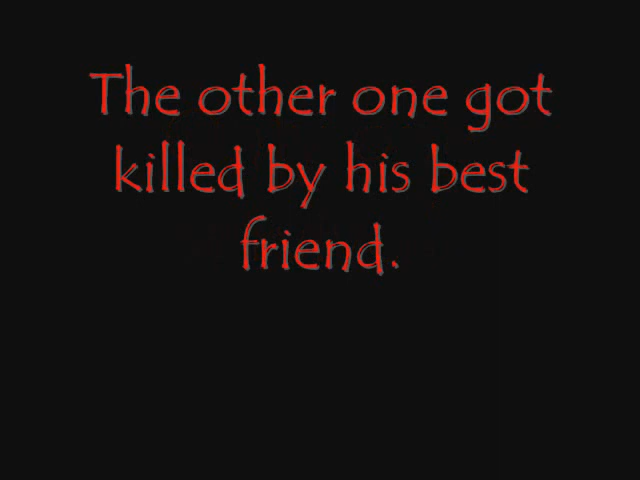 The other one got
killed by his best
friend.